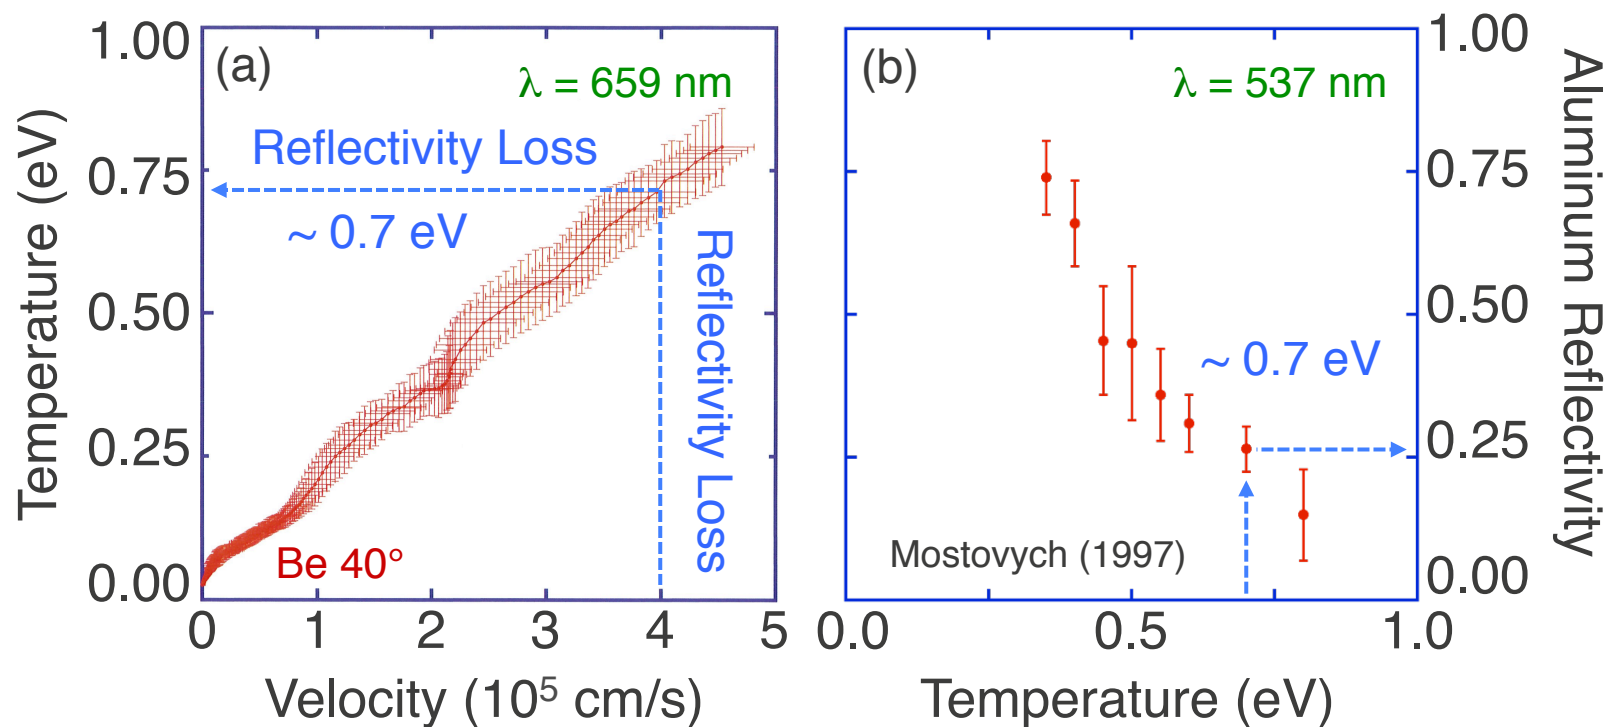 (a)
λ = 659 nm
Reflectivity Loss
~ 0.7 eV
Reflectivity Loss
Be 40°
Temperature (eV)
1.00
0.75
0.50
0.25
0.00
0 1 2 3 4 5
Velocity (10⁵ cm/s)
(b)
λ = 537 nm
~ 0.7 eV
Mostovych (1997)
1.00
0.75
0.50
0.25
0.00
Aluminum Reflectivity
0.0 0.5 1.0
Temperature (eV)